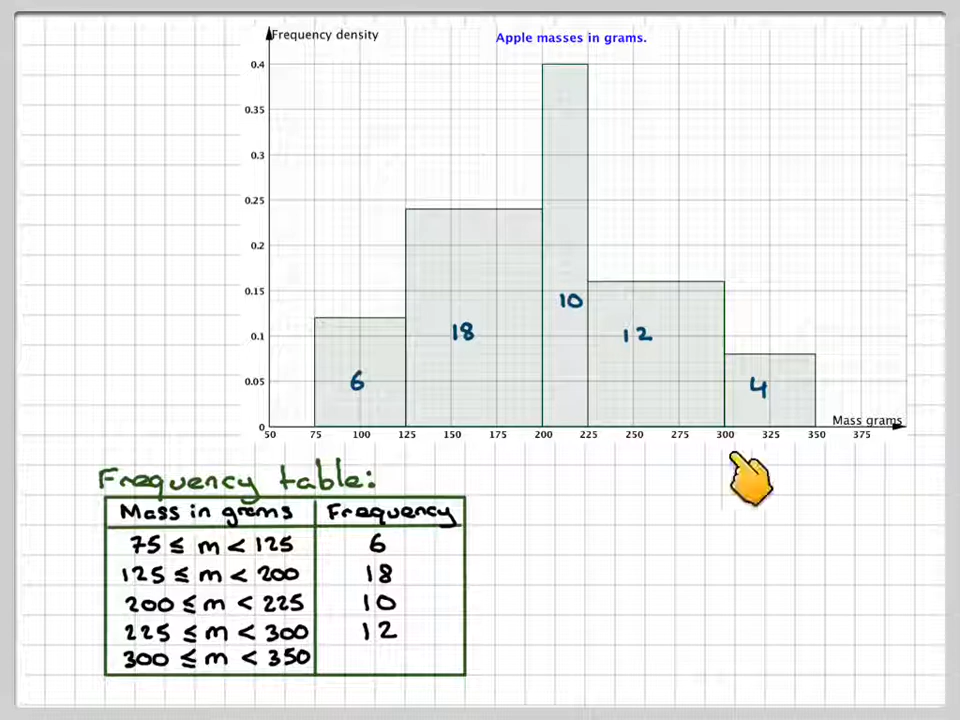 Frequency density
Apple masses in grams.
0.4
0.35
0.3
0.25
0.2
0.15
0.1
0.05
0
6
18
10
12
4
Mass grams
50 75 100 125 150 175 200 225 250 275 300 325 350 375
Frequency table:
Mass in grams Frequency
75 ≤ m < 125 6
125 ≤ m < 200 18
200 ≤ m < 225 10
225 ≤ m < 300 12
300 ≤ m < 350